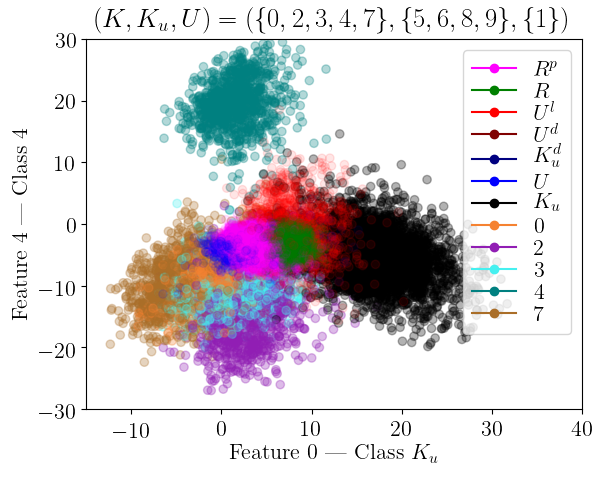 (K, K_u, U) = ({0, 2, 3, 4, 7}, {5, 6, 8, 9}, {1})
30
20
10
0
−10
−20
−30
Feature 4 — Class 4
−10
0
10
20
30
40
Feature 0 — Class K_u
R^p
R
U^l
U^d
K_u^d
U
K_u
0
2
3
4
7